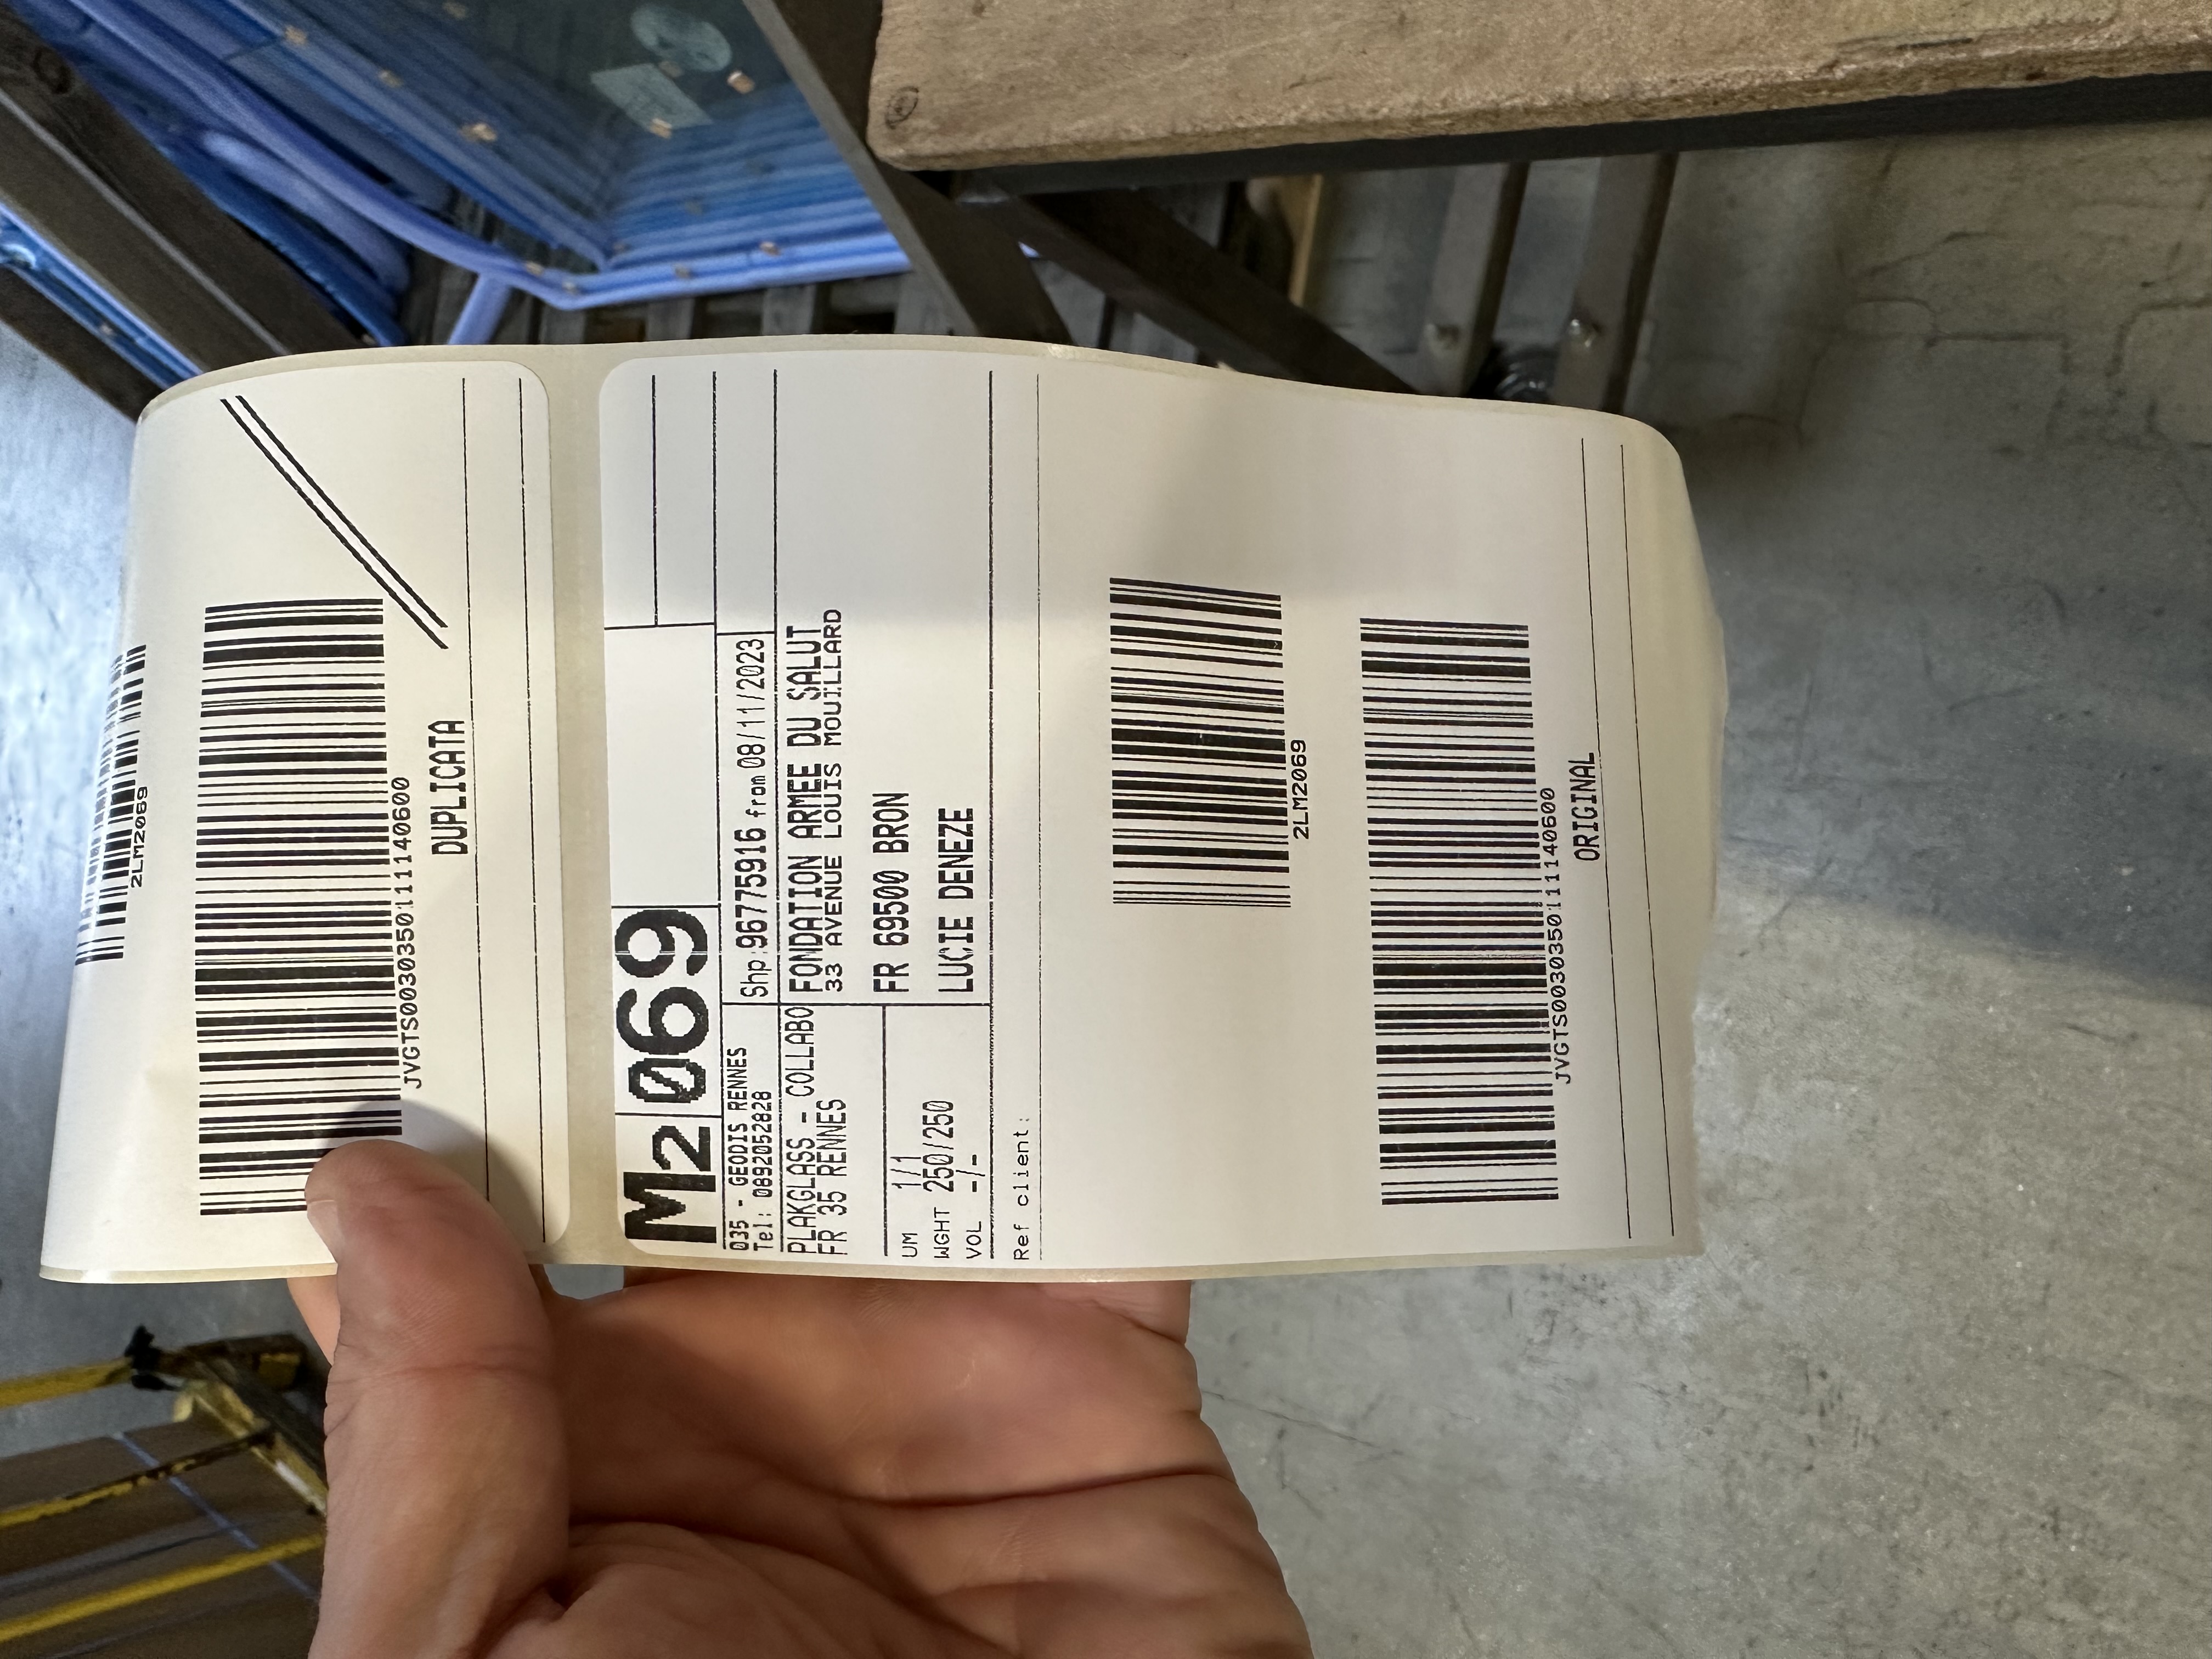 2LM2069
JVGTS0030350111140600
DUPLICATA
M2 069
035 - GEODIS RENNES
Tel: 0892052828
Shp:96775916 from 08/11/2023
PLAKGLASS - COLLABO
FR 35 RENNES
FONDATION ARMEE DU SALUT
33 AVENUE LOUIS MOUILLARD
FR 69500 BRON
LUCIE DENEZE
UM 1/1
WGHT 250/250
VOL -/-
Ref client:
2LM2069
JVGTS0030350111140600
ORIGINAL